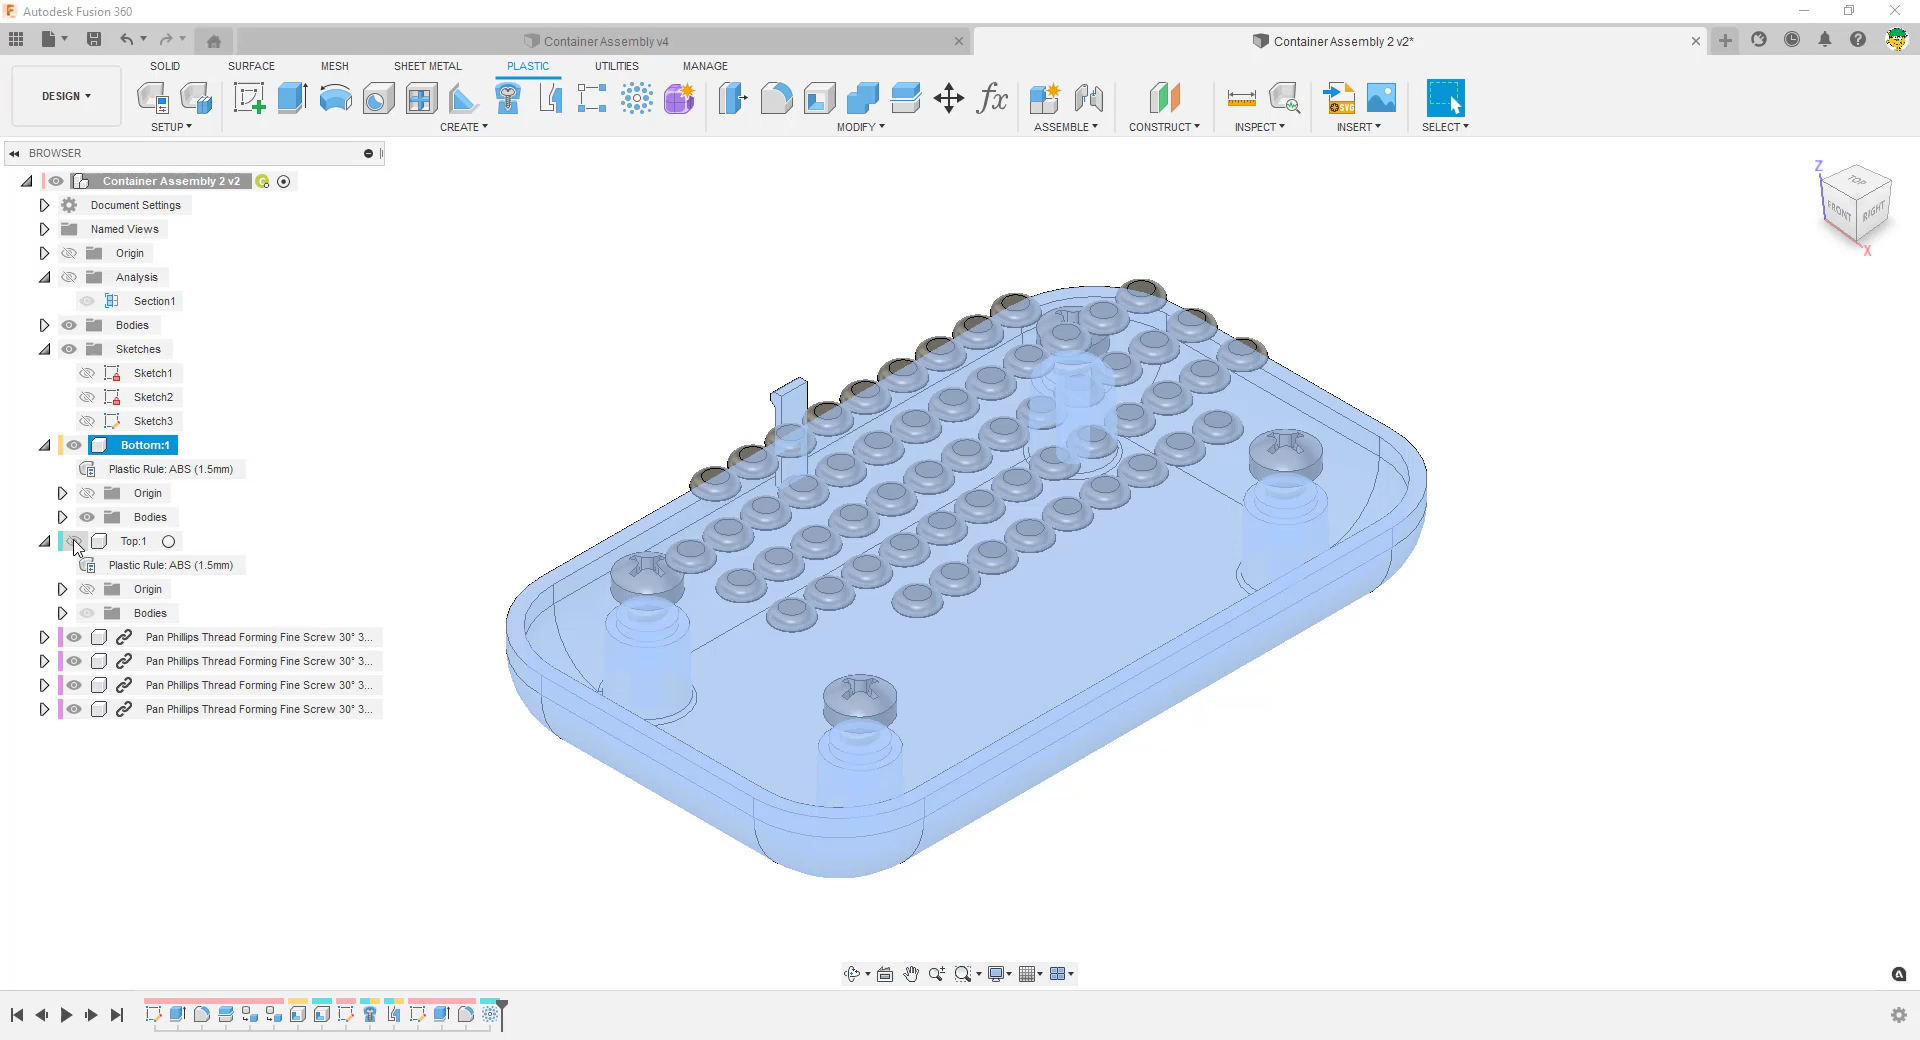 Autodesk Fusion 360
Container Assembly v4
Container Assembly 2 v2*
SOLID SURFACE MESH SHEET METAL PLASTIC UTILITIES MANAGE
DESIGN
SETUP CREATE MODIFY ASSEMBLE CONSTRUCT INSPECT INSERT SELECT
BROWSER
Container Assembly 2 v2
Document Settings
Named Views
Origin
Analysis
Section1
Bodies
Sketches
Sketch1
Sketch2
Sketch3
Bottom:1
Plastic Rule: ABS (1.5mm)
Origin
Bodies
Top:1
Plastic Rule: ABS (1.5mm)
Origin
Bodies
Pan Phillips Thread Forming Fine Screw 30° 3...
Pan Phillips Thread Forming Fine Screw 30° 3...
Pan Phillips Thread Forming Fine Screw 30° 3...
Pan Phillips Thread Forming Fine Screw 30° 3...
Z
TOP
FRONT RIGHT
X